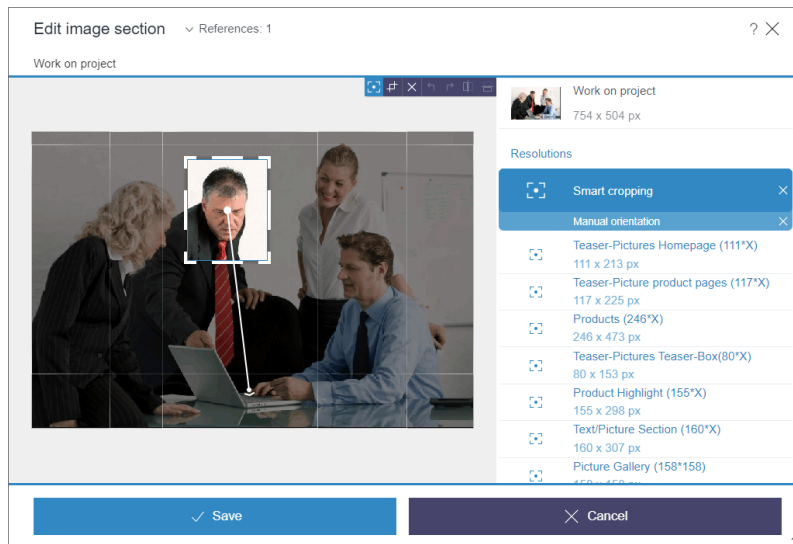 Edit image section References: 1 ?
Work on project
Work on project
754 x 504 px
Resolutions
Smart cropping
Manual orientation
Teaser-Pictures Homepage (111*X)
111 x 213 px
Teaser-Picture product pages (117*X)
117 x 225 px
Products (246*X)
246 x 473 px
Teaser-Pictures Teaser-Box(80*X)
80 x 153 px
Product Highlight (155*X)
155 x 298 px
Text/Picture Section (160*X)
160 x 307 px
Picture Gallery (158*158)
158 x 158 px
Save
Cancel